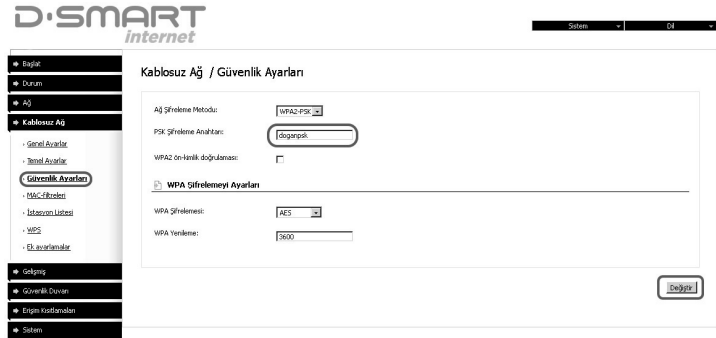 D·SMART
internet
Sistem
Dil
Başlat
Durum
Ağ
Kablosuz Ağ
Genel Ayarlar
Temel Ayarlar
Güvenlik Ayarları
MAC-filtreleri
İstasyon Listesi
WPS
Ek ayarlamalar
Gelişmiş
Güvenlik Duvarı
Erişim Kısıtlamaları
Sistem
Kablosuz Ağ / Güvenlik Ayarları
Ağ Şifreleme Metodu: WPA2-PSK
PSK Şifreleme Anahtarı: doganpsk
WPA2 ön-kimlik doğrulaması:
WPA Şifrelemeyi Ayarları
WPA Şifrelemesi: AES
WPA Yenileme: 3600
Değiştir